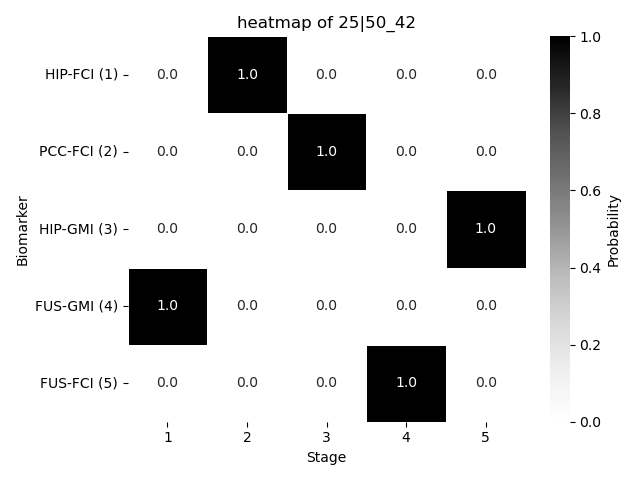 heatmap of 25|50_42
HIP-FCI (1) 0.0 1.0 0.0 0.0 0.0
PCC-FCI (2) 0.0 0.0 1.0 0.0 0.0
HIP-GMI (3) 0.0 0.0 0.0 0.0 1.0
FUS-GMI (4) 1.0 0.0 0.0 0.0 0.0
FUS-FCI (5) 0.0 0.0 0.0 1.0 0.0
Biomarker
1 2 3 4 5
Stage
1.0
0.8
0.6
0.4
0.2
0.0
Probability